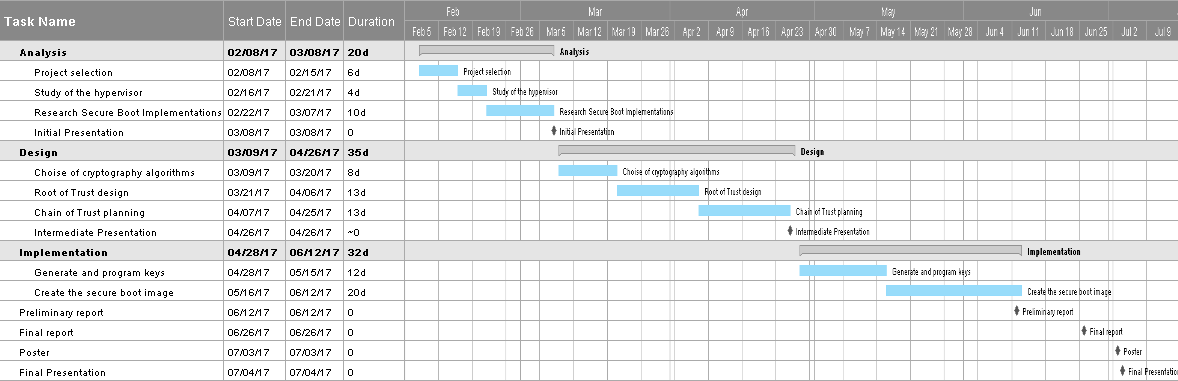 Task Name Start Date End Date Duration Feb Mar Apr May Jun
Feb 5 Feb 12 Feb 19 Feb 26 Mar 5 Mar 12 Mar 19 Mar 26 Apr 2 Apr 9 Apr 16 Apr 23 Apr 30 May 7 May 14 May 21 May 28 Jun 4 Jun 11 Jun 18 Jun 25 Jul 2 Jul 9
Analysis 02/08/17 03/08/17 20d Analysis
Project selection 02/08/17 02/15/17 6d Project selection
Study of the hypervisor 02/16/17 02/21/17 4d Study of the hypervisor
Research Secure Boot Implementations 02/22/17 03/07/17 10d Research Secure Boot Implementations
Initial Presentation 03/08/17 03/08/17 0 Initial Presentation
Design 03/09/17 04/26/17 35d Design
Choise of cryptography algorithms 03/09/17 03/20/17 8d Choise of cryptography algorithms
Root of Trust design 03/21/17 04/06/17 13d Root of Trust design
Chain of Trust planning 04/07/17 04/25/17 13d Chain of Trust planning
Intermediate Presentation 04/26/17 04/26/17 ~0 Intermediate Presentation
Implementation 04/28/17 06/12/17 32d Implementation
Generate and program keys 04/28/17 05/15/17 12d Generate and program keys
Create the secure boot image 05/16/17 06/12/17 20d Create the secure boot image
Preliminary report 06/12/17 06/12/17 0 Preliminary report
Final report 06/26/17 06/26/17 0 Final report
Poster 07/03/17 07/03/17 0 Poster
Final Presentation 07/04/17 07/04/17 0 Final Presentatio